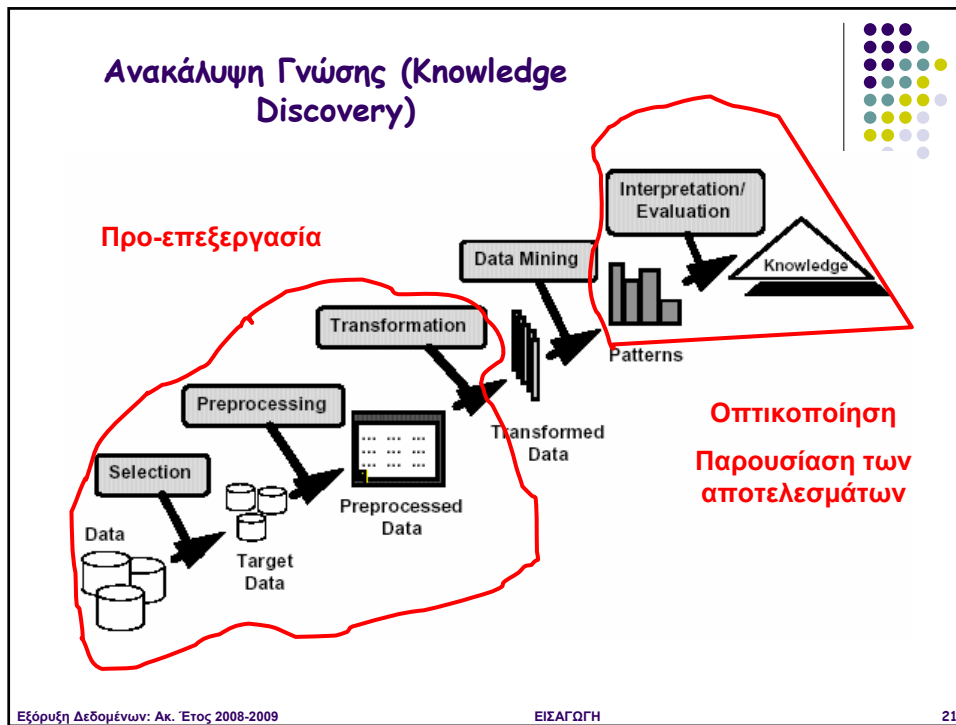 Ανακάλυψη Γνώσης (Knowledge
Discovery)
Interpretation/
Evaluation
Προ-επεξεργασία
Data Mining
Knowledge
Transformation
Patterns
Preprocessing
Οπτικοποίηση
Transformed
Data
Παρουσίαση των
αποτελεσμάτων
Selection
... ... ...
... ... ...
... ... ...
Preprocessed
Data
Data
Target
Data
Εξόρυξη Δεδομένων: Ακ. Έτος 2008-2009 ΕΙΣΑΓΩΓΗ 21